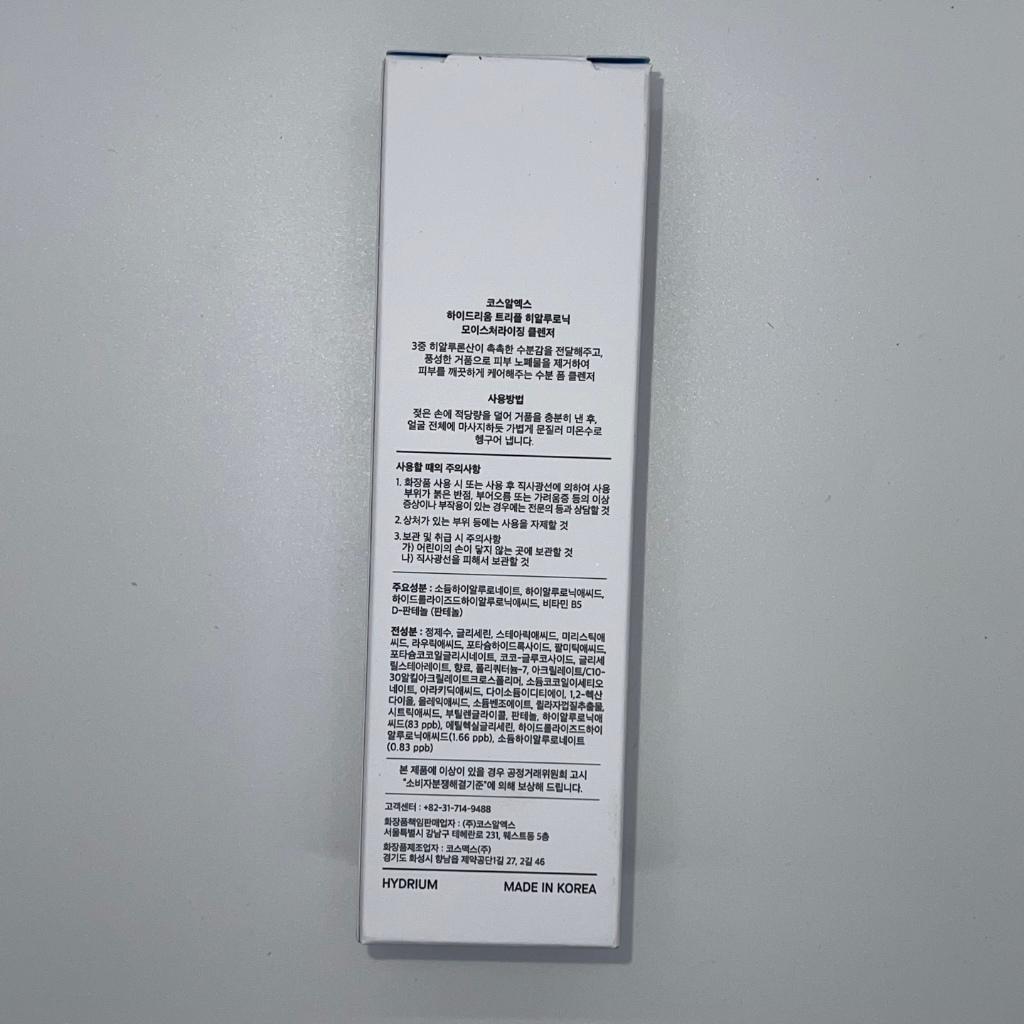 코스알엑스
하이드리움 트리플 히알루로닉
모이스처라이징 클렌저
3중 히알루론산이 촉촉한 수분감을 전달해주고,
풍성한 거품으로 피부 노폐물을 제거하여
피부를 깨끗하게 케어해주는 수분 폼 클렌저
사용방법
젖은 손에 적당량을 덜어 거품을 충분히 낸 후,
얼굴 전체에 마사지하듯 가볍게 문질러 미온수로
헹구어 냅니다.
사용할 때의 주의사항
1. 화장품 사용 시 또는 사용 후 직사광선에 의하여 사용
부위가 붉은 반점, 부어오름 또는 가려움증 등의 이상
증상이나 부작용이 있는 경우에는 전문의 등과 상담할 것
2. 상처가 있는 부위 등에는 사용을 자제할 것
3. 보관 및 취급 시 주의사항
가) 어린이의 손이 닿지 않는 곳에 보관할 것
나) 직사광선을 피해서 보관할 것
주요성분 : 소듐하이알루로네이트, 하이알루로닉애씨드,
하이드롤라이즈드하이알루로닉애씨드, 비타민 B5
D-판테놀 (판테놀)
전성분 : 정제수, 글리세린, 스테아릭애씨드, 미리스틱애
씨드, 라우릭애씨드, 포타슘하이드록사이드, 팔미틱애씨드,
포타슘코코일글리시네이트, 코코-글루코사이드, 글리세
릴스테아레이트, 향료, 폴리쿼터늄-7, 아크릴레이트/C10-
30알킬아크릴레이트크로스폴리머, 소듐코코일이세티오
네이트, 아라키딕애씨드, 다이소듐이디티에이, 1,2-헥산
다이올, 올레익애씨드, 소듐벤조에이트, 퀼라자껍질추출물,
시트릭애씨드, 부틸렌글라이콜, 판테놀, 하이알루로닉애
씨드(83 ppb), 에틸헥실글리세린, 하이드롤라이즈드하이
알루로닉애씨드(1.66 ppb), 소듐하이알루로네이트
(0.83 ppb)
본 제품에 이상이 있을 경우 공정거래위원회 고시
"소비자분쟁해결기준"에 의해 보상해 드립니다.
고객센터 : +82-31-714-9488
화장품책임판매업자 : (주)코스알엑스
서울특별시 강남구 테헤란로 231, 웨스트동 5층
화장품제조업자 : 코스맥스(주)
경기도 화성시 향남읍 제약공단1길 27, 2길 46
HYDRIUM MADE IN KOREA